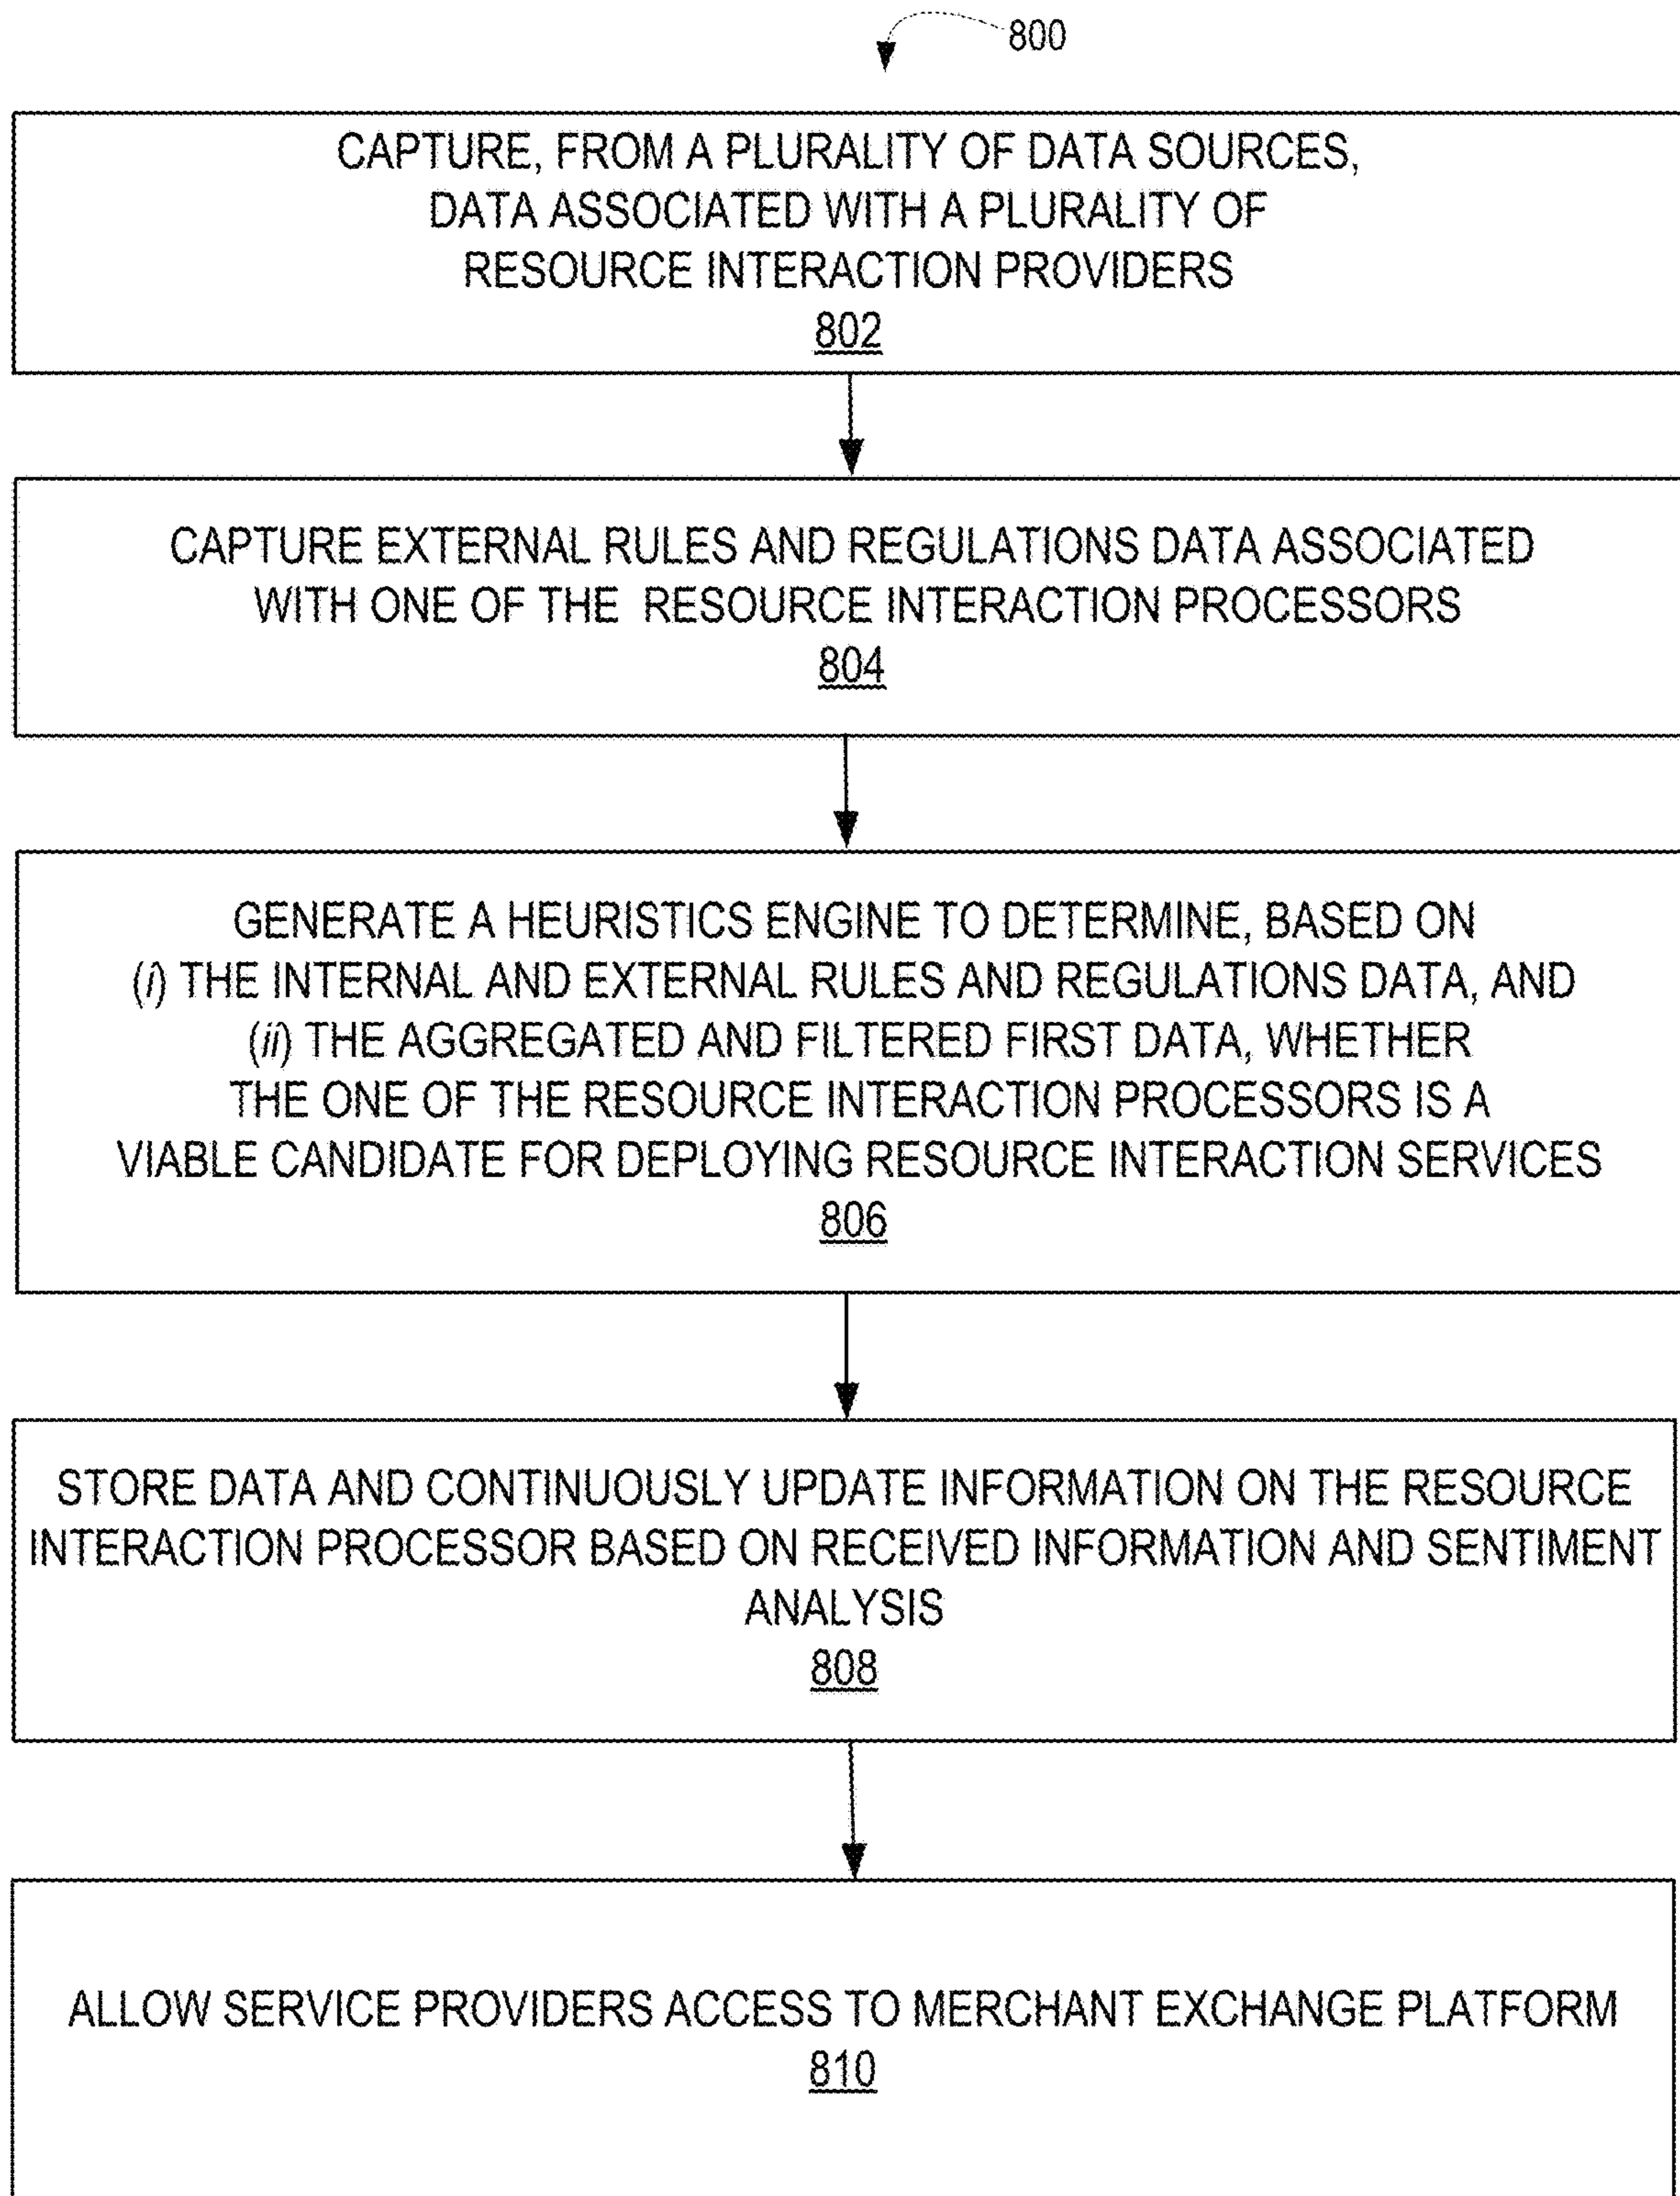 800
CAPTURE, FROM A PLURALITY OF DATA SOURCES,
DATA ASSOCIATED WITH A PLURALITY OF
RESOURCE INTERACTION PROVIDERS
802
CAPTURE EXTERNAL RULES AND REGULATIONS DATA ASSOCIATED
WITH ONE OF THE RESOURCE INTERACTION PROCESSORS
804
GENERATE A HEURISTICS ENGINE TO DETERMINE, BASED ON
(i) THE INTERNAL AND EXTERNAL RULES AND REGULATIONS DATA, AND
(ii) THE AGGREGATED AND FILTERED FIRST DATA, WHETHER
THE ONE OF THE RESOURCE INTERACTION PROCESSORS IS A
VIABLE CANDIDATE FOR DEPLOYING RESOURCE INTERACTION SERVICES
806
STORE DATA AND CONTINUOUSLY UPDATE INFORMATION ON THE RESOURCE
INTERACTION PROCESSOR BASED ON RECEIVED INFORMATION AND SENTIMENT
ANALYSIS
808
ALLOW SERVICE PROVIDERS ACCESS TO MERCHANT EXCHANGE PLATFORM
810